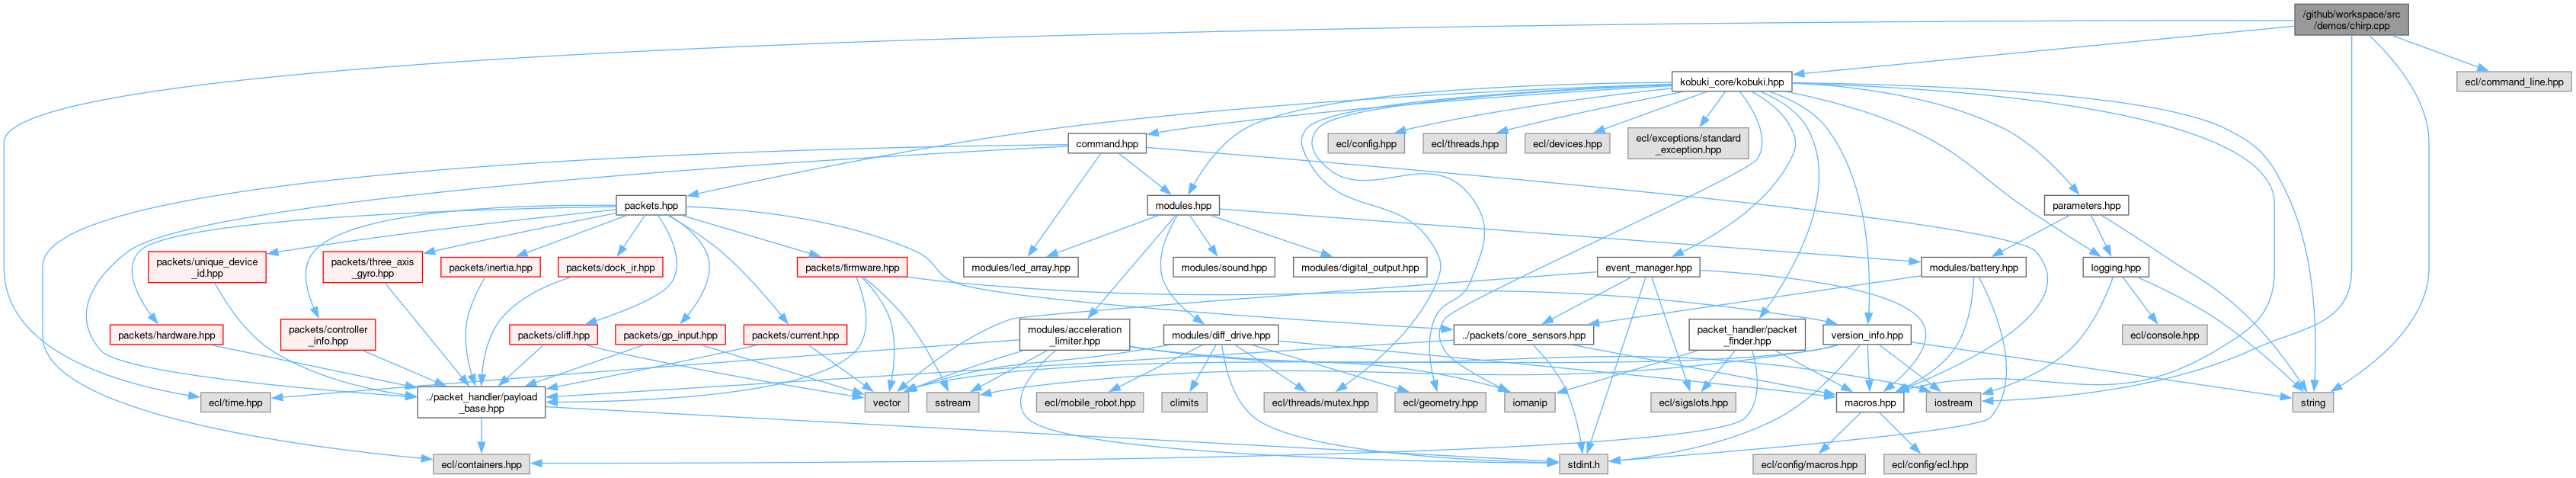 /github/workspace/src
/demos/chirp.cpp
kobuki_core/kobuki.hpp
ecl/command_line.hpp
command.hpp
ecl/config.hpp
ecl/threads.hpp
ecl/devices.hpp
ecl/exceptions/standard
_exception.hpp
packets.hpp
modules.hpp
parameters.hpp
packets/unique_device
_id.hpp
packets/three_axis
_gyro.hpp
packets/inertia.hpp
packets/dock_ir.hpp
packets/firmware.hpp
modules/led_array.hpp
modules/sound.hpp
modules/digital_output.hpp
event_manager.hpp
modules/battery.hpp
logging.hpp
packets/hardware.hpp
packets/controller
_info.hpp
packets/cliff.hpp
packets/gp_input.hpp
packets/current.hpp
modules/acceleration
_limiter.hpp
modules/diff_drive.hpp
../packets/core_sensors.hpp
packet_handler/packet
_finder.hpp
version_info.hpp
ecl/console.hpp
ecl/time.hpp
../packet_handler/payload
_base.hpp
vector
sstream
ecl/mobile_robot.hpp
climits
ecl/threads/mutex.hpp
ecl/geometry.hpp
iomanip
ecl/sigslots.hpp
macros.hpp
iostream
string
ecl/containers.hpp
stdint.h
ecl/config/macros.hpp
ecl/config/ecl.hpp